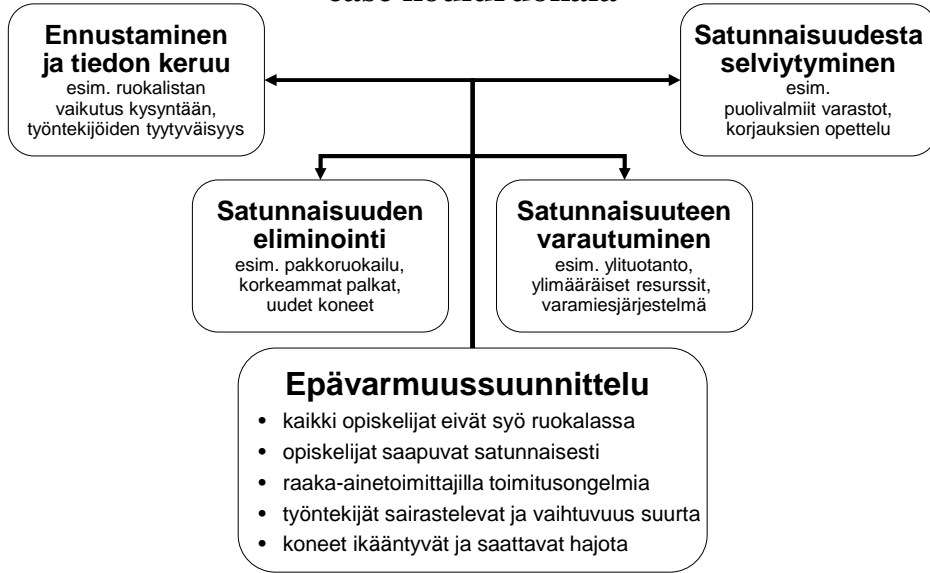 Ennustaminen
ja tiedon keruu
esim. ruokalistan
vaikutus kysyntään,
työntekijöiden tyytyväisyys
Satunnaisuudesta
selviytyminen
esim.
puolivalmiit varastot,
korjauksien opettelu
Satunnaisuuden
eliminointi
esim. pakkoruokailu,
korkeammat palkat,
uudet koneet
Satunnaisuuteen
varautuminen
esim. ylituotanto,
ylimääräiset resurssit,
varamiesjärjestelmä
Epävarmuussuunnittelu
• kaikki opiskelijat eivät syö ruokalassa
• opiskelijat saapuvat satunnaisesti
• raaka-ainetoimittajilla toimitusongelmia
• työntekijät sairastelevat ja vaihtuvuus suurta
• koneet ikääntyvät ja saattavat hajota